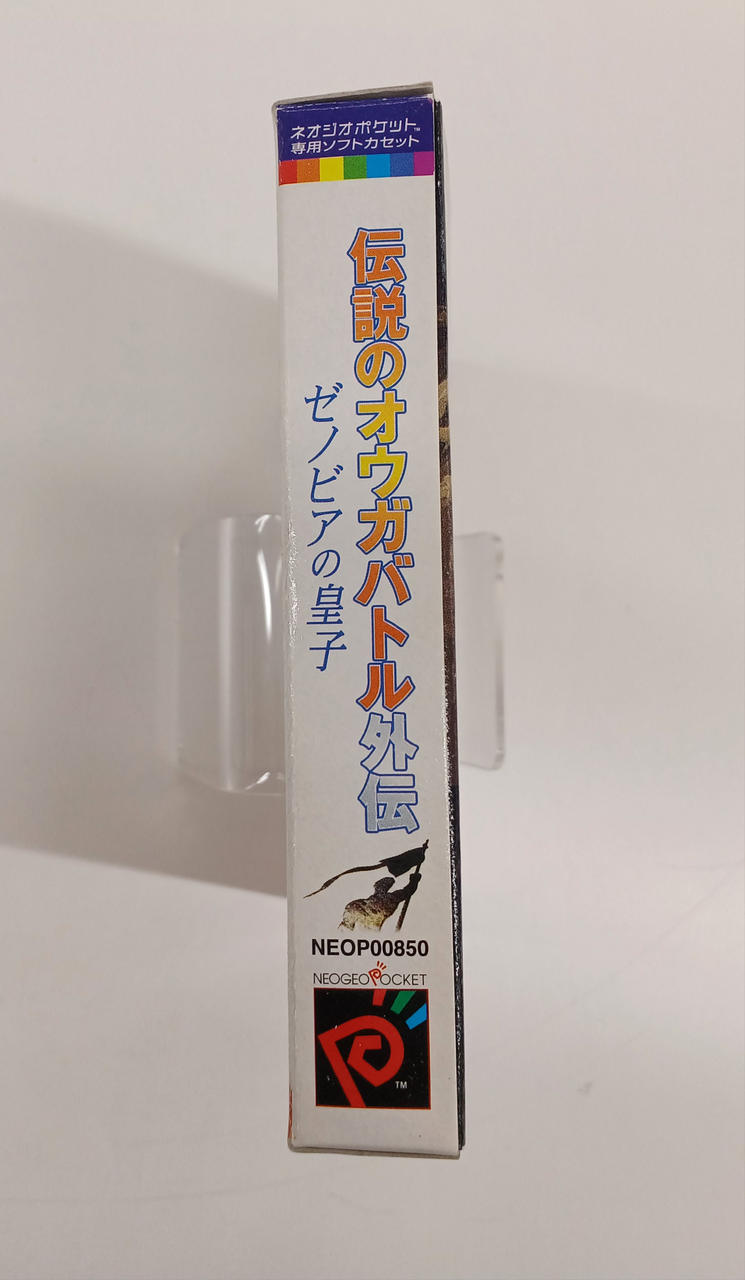 ネオジオポケット™
専用ソフトカセット
伝説のオウガバトル外伝
ゼノビアの皇子
NEOP00850
NEOGEO POCKET
TM